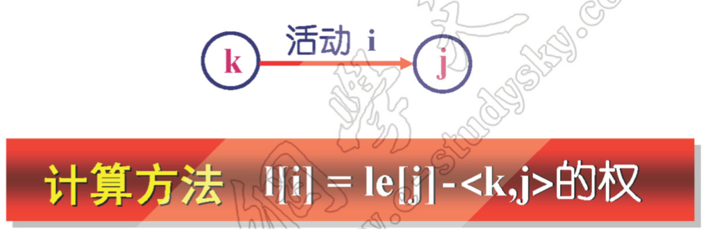 活动 i
k j
计算方法 l[i] = le[j]-<k,j>的权